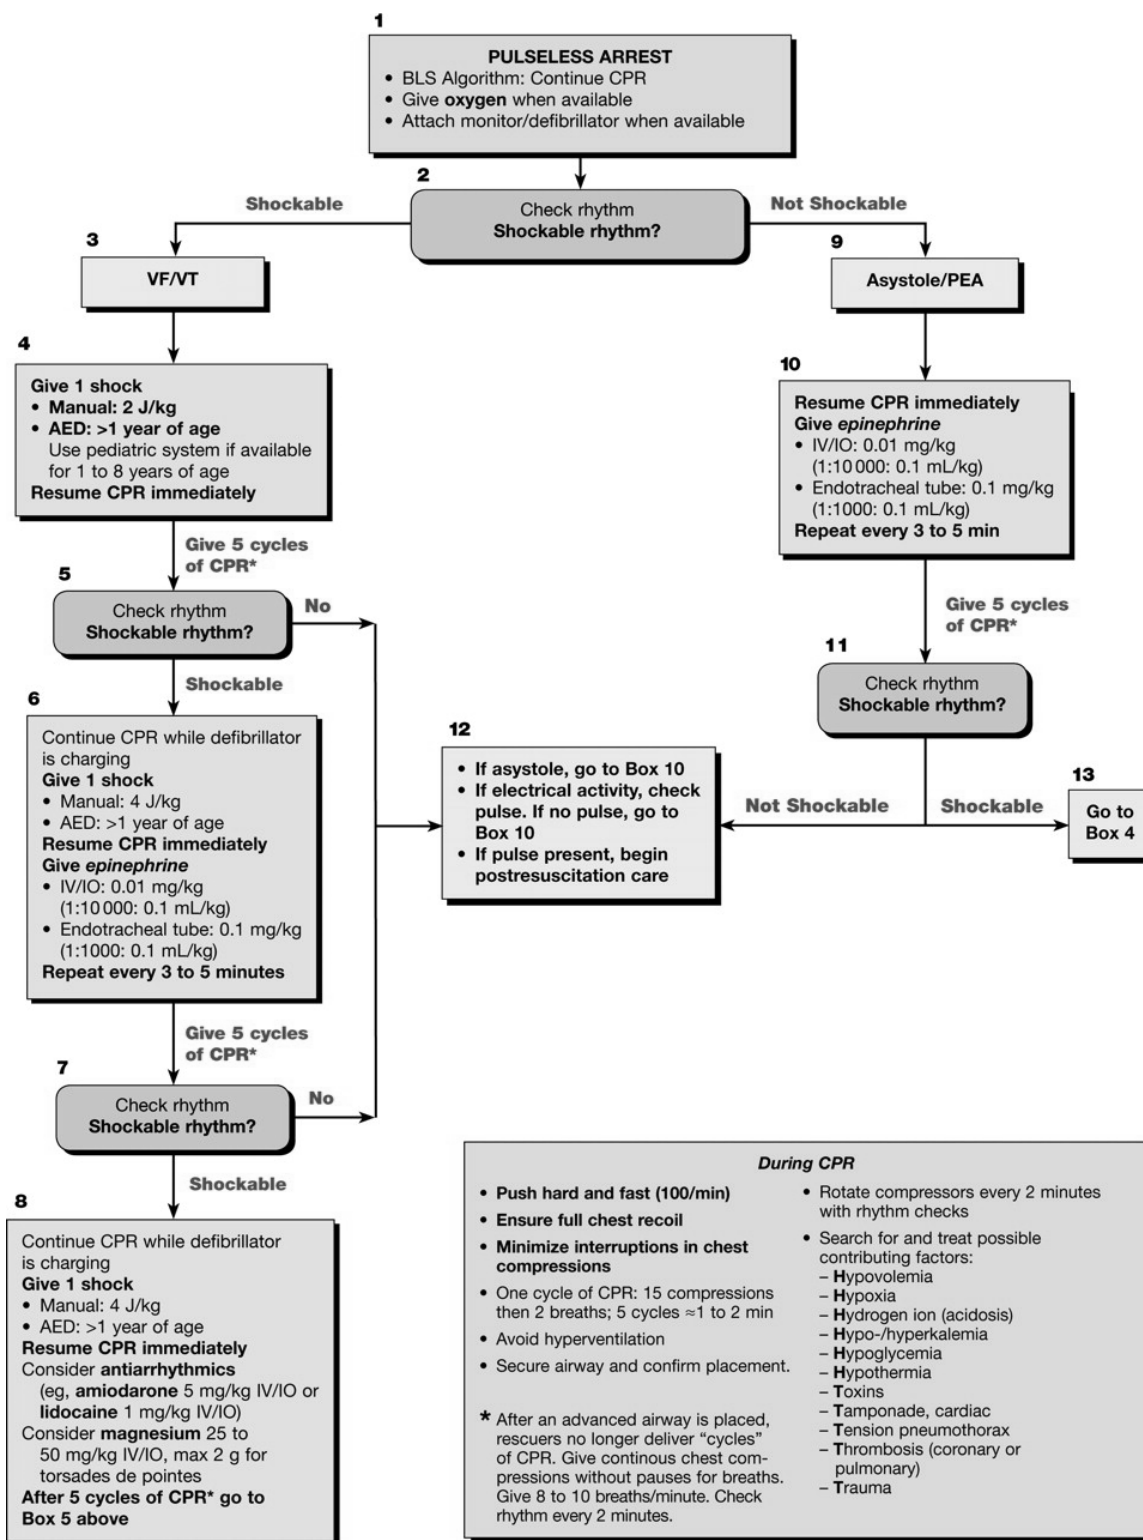 1
PULSELESS ARREST
• BLS Algorithm: Continue CPR
• Give oxygen when available
• Attach monitor/defibrillator when available
2
Shockable
Check rhythm
Shockable rhythm?
Not Shockable
3
VF/VT
9
Asystole/PEA
4
Give 1 shock
• Manual: 2 J/kg
• AED: >1 year of age
Use pediatric system if available
for 1 to 8 years of age
Resume CPR immediately
10
Resume CPR immediately
Give epinephrine
• IV/IO: 0.01 mg/kg
(1:10 000: 0.1 mL/kg)
• Endotracheal tube: 0.1 mg/kg
(1:1000: 0.1 mL/kg)
Repeat every 3 to 5 min
Give 5 cycles
of CPR*
5
Check rhythm
Shockable rhythm?
No
Shockable
Give 5 cycles
of CPR*
11
Check rhythm
Shockable rhythm?
6
Continue CPR while defibrillator
is charging
Give 1 shock
• Manual: 4 J/kg
• AED: >1 year of age
Resume CPR immediately
Give epinephrine
• IV/IO: 0.01 mg/kg
(1:10 000: 0.1 mL/kg)
• Endotracheal tube: 0.1 mg/kg
(1:1000: 0.1 mL/kg)
Repeat every 3 to 5 minutes
12
• If asystole, go to Box 10
• If electrical activity, check
pulse. If no pulse, go to
Box 10
• If pulse present, begin
postresuscitation care
Not Shockable
Shockable
13
Go to
Box 4
Give 5 cycles
of CPR*
7
Check rhythm
Shockable rhythm?
No
Shockable
8
Continue CPR while defibrillator
is charging
Give 1 shock
• Manual: 4 J/kg
• AED: >1 year of age
Resume CPR immediately
Consider antiarrhythmics
(eg, amiodarone 5 mg/kg IV/IO or
lidocaine 1 mg/kg IV/IO)
Consider magnesium 25 to
50 mg/kg IV/IO, max 2 g for
torsades de pointes
After 5 cycles of CPR* go to
Box 5 above
During CPR
• Push hard and fast (100/min)
• Ensure full chest recoil
• Minimize interruptions in chest
compressions
• One cycle of CPR: 15 compressions
then 2 breaths; 5 cycles ≈1 to 2 min
• Avoid hyperventilation
• Secure airway and confirm placement.
* After an advanced airway is placed,
rescuers no longer deliver “cycles”
of CPR. Give continous chest com-
pressions without pauses for breaths.
Give 8 to 10 breaths/minute. Check
rhythm every 2 minutes.
• Rotate compressors every 2 minutes
with rhythm checks
• Search for and treat possible
contributing factors:
– Hypovolemia
– Hypoxia
– Hydrogen ion (acidosis)
– Hypo-/hyperkalemia
– Hypoglycemia
– Hypothermia
– Toxins
– Tamponade, cardiac
– Tension pneumothorax
– Thrombosis (coronary or
pulmonary)
– Trauma